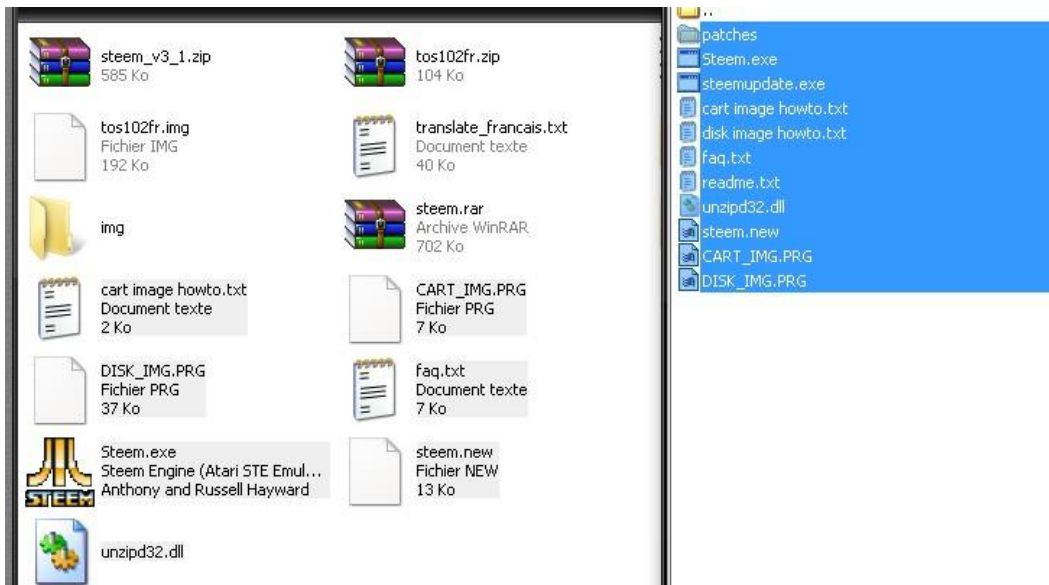 steem_v3_1.zip
585 Ko
tos102fr.zip
104 Ko
tos102fr.img
Fichier IMG
192 Ko
translate_francais.txt
Document texte
40 Ko
img
steem.rar
Archive WinRAR
702 Ko
cart image howto.txt
Document texte
2 Ko
CART_IMG.PRG
Fichier PRG
7 Ko
DISK_IMG.PRG
Fichier PRG
37 Ko
faq.txt
Document texte
7 Ko
Steem.exe
Steem Engine (Atari STE Emul...
Anthony and Russell Hayward
STEEM
steem.new
Fichier NEW
13 Ko
unzipd32.dll
..
patches
Steem.exe
steemupdate.exe
cart image howto.txt
disk image howto.txt
faq.txt
readme.txt
unzipd32.dll
steem.new
CART_IMG.PRG
DISK_IMG.PRG